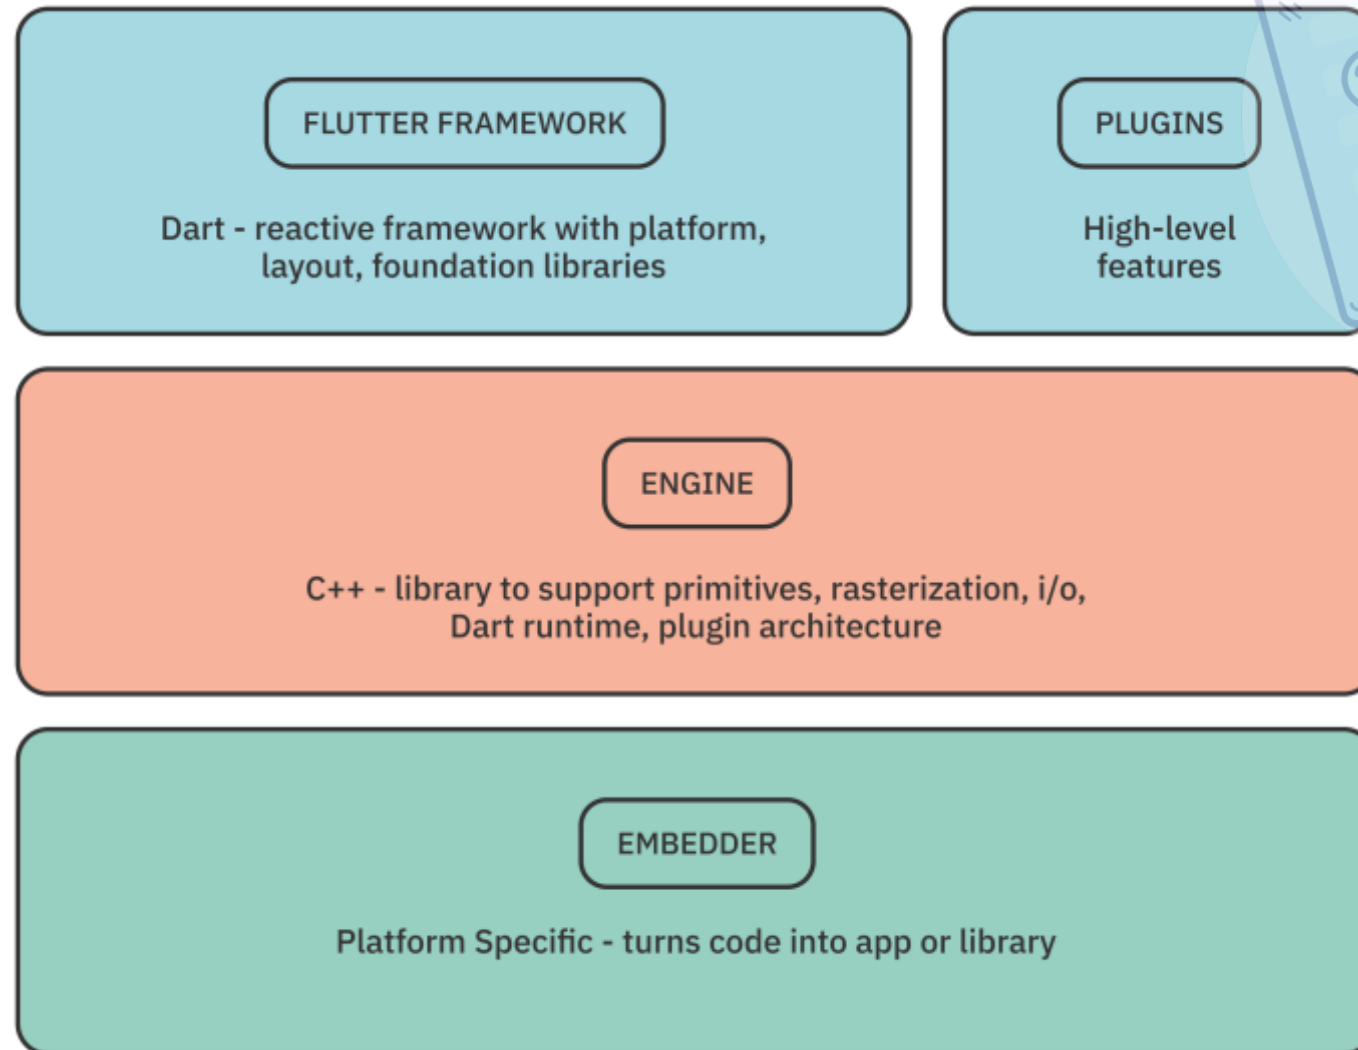 FLUTTER FRAMEWORK
Dart - reactive framework with platform,
layout, foundation libraries
PLUGINS
High-level
features
ENGINE
C++ - library to support primitives, rasterization, i/o,
Dart runtime, plugin architecture
EMBEDDER
Platform Specific - turns code into app or library